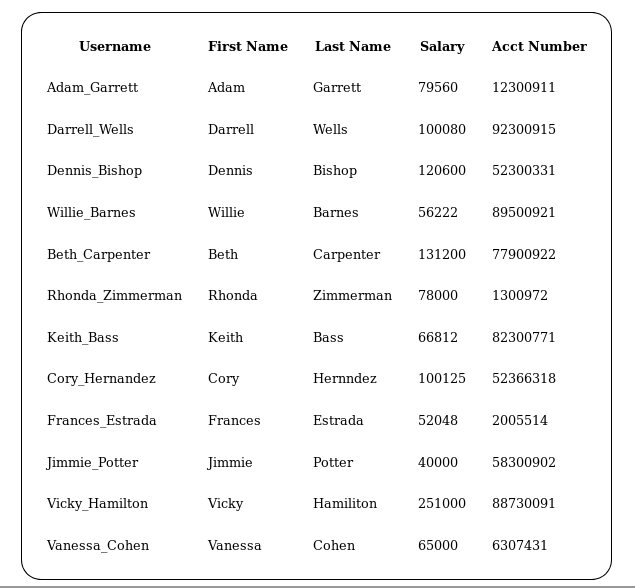 Username First Name Last Name Salary Acct Number
Adam_Garrett Adam Garrett 79560 12300911
Darrell_Wells Darrell Wells 100080 92300915
Dennis_Bishop Dennis Bishop 120600 52300331
Willie_Barnes Willie Barnes 56222 89500921
Beth_Carpenter Beth Carpenter 131200 77900922
Rhonda_Zimmerman Rhonda Zimmerman 78000 1300972
Keith_Bass Keith Bass 66812 82300771
Cory_Hernandez Cory Hernndez 100125 52366318
Frances_Estrada Frances Estrada 52048 2005514
Jimmie_Potter Jimmie Potter 40000 58300902
Vicky_Hamilton Vicky Hamiliton 251000 88730091
Vanessa_Cohen Vanessa Cohen 65000 6307431